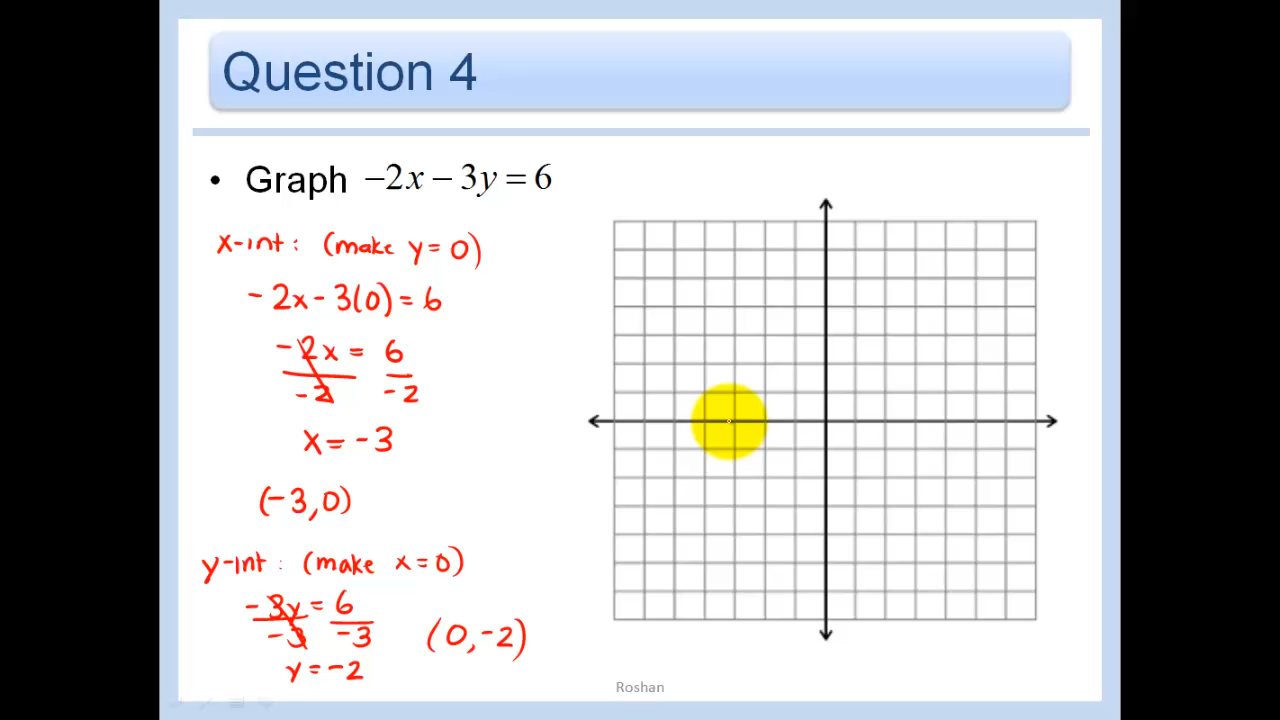 Question 4
• Graph −2x − 3y = 6
x-int: (make y=0)
-2x-3(0)=6
-2x = 6
-2 -2
x=-3
(-3,0)
y-int: (make x=0)
-3y = 6
-3 -3
(0,-2)
y=-2
Roshan